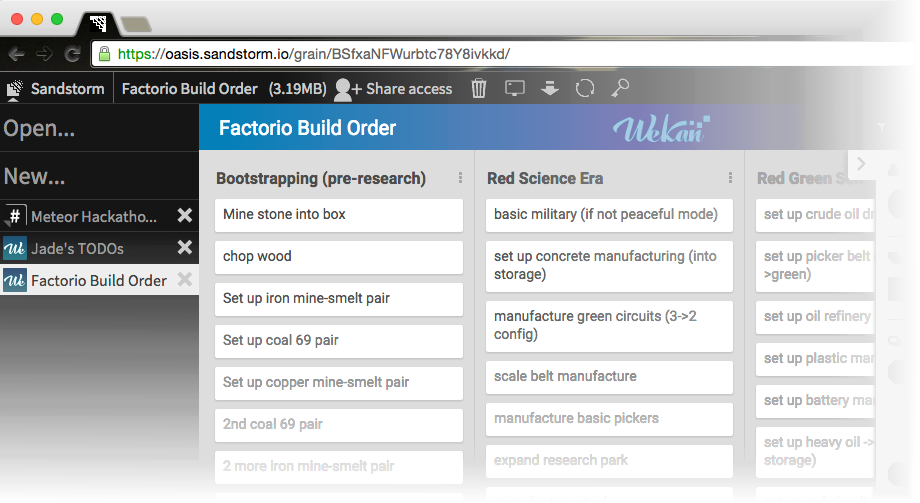 https://oasis.sandstorm.io/grain/BSfxaNFWurbtc78Y8ivkkd/
Sandstorm
Factorio Build Order (3.19MB)
+ Share access
Open...
New...
# Meteor Hackatho...
Jade's TODOs
Factorio Build Order
Factorio Build Order
Wekan
Bootstrapping (pre-research)
Mine stone into box
chop wood
Set up iron mine-smelt pair
Set up coal 69 pair
Set up copper mine-smelt pair
2nd coal 69 pair
2 more iron mine-smelt pair
Red Science Era
basic military (if not peaceful mode)
set up concrete manufacturing (into
storage)
manufacture green circuits (3->2
config)
scale belt manufacture
manufacture basic pickers
expand research park
Red Green
set up crude oil
set up picker belt
>green)
set up oil refinery
set up plastic
set up battery
set up heavy oil ->
storage)